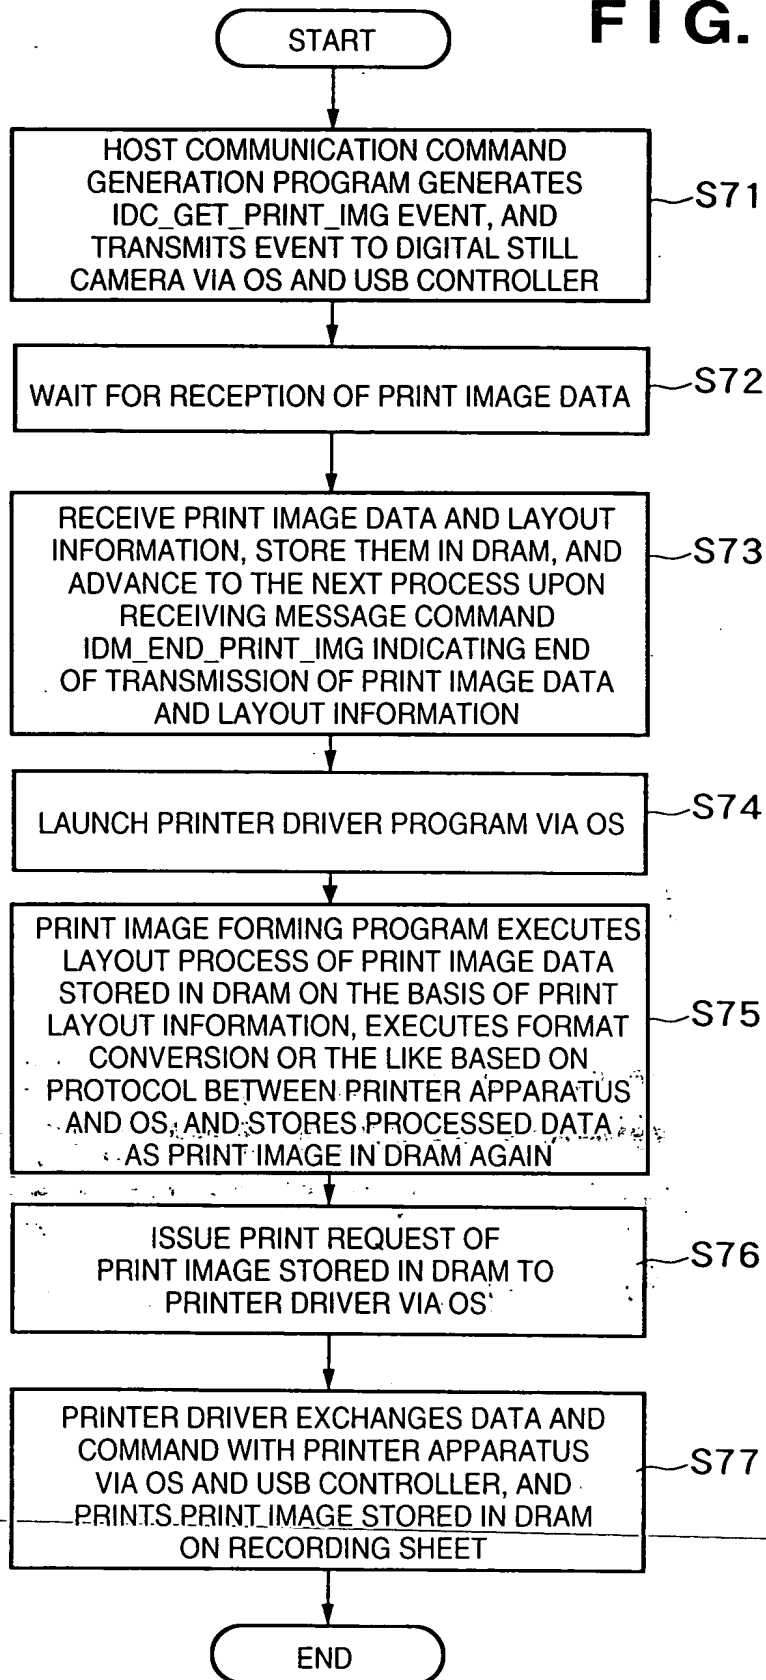 START
FIG.
HOST COMMUNICATION COMMAND
GENERATION PROGRAM GENERATES
IDC_GET_PRINT_IMG EVENT, AND
TRANSMITS EVENT TO DIGITAL STILL
CAMERA VIA OS AND USB CONTROLLER
S71
WAIT FOR RECEPTION OF PRINT IMAGE DATA
S72
RECEIVE PRINT IMAGE DATA AND LAYOUT
INFORMATION, STORE THEM IN DRAM, AND
ADVANCE TO THE NEXT PROCESS UPON
RECEIVING MESSAGE COMMAND
IDM_END_PRINT_IMG INDICATING END
OF TRANSMISSION OF PRINT IMAGE DATA
AND LAYOUT INFORMATION
S73
LAUNCH PRINTER DRIVER PROGRAM VIA OS
S74
PRINT IMAGE FORMING PROGRAM EXECUTES
LAYOUT PROCESS OF PRINT IMAGE DATA
STORED IN DRAM ON THE BASIS OF PRINT
LAYOUT INFORMATION, EXECUTES FORMAT
CONVERSION OR THE LIKE BASED ON
PROTOCOL BETWEEN PRINTER APPARATUS
AND OS, AND STORES PROCESSED DATA
AS PRINT IMAGE IN DRAM AGAIN
S75
ISSUE PRINT REQUEST OF
PRINT IMAGE STORED IN DRAM TO
PRINTER DRIVER VIA OS
S76
PRINTER DRIVER EXCHANGES DATA AND
COMMAND WITH PRINTER APPARATUS
VIA OS AND USB CONTROLLER, AND
PRINTS PRINT IMAGE STORED IN DRAM
ON RECORDING SHEET
S77
END